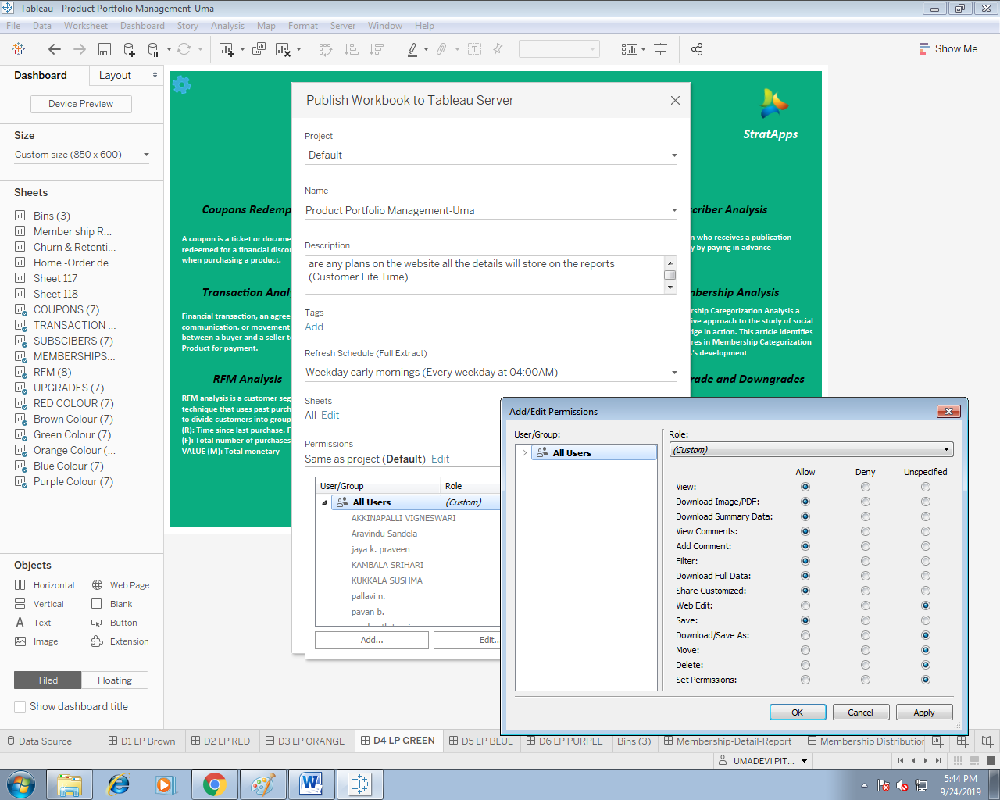 Tableau - Product Portfolio Management-Uma
File Data Worksheet Dashboard Story Analysis Map Format Server Window Help
Show Me
Dashboard Layout
Device Preview
Size
Custom size (850 x 600)
Sheets
Bins (3)
Member ship R...
Churn & Retenti...
Home -Order de...
Sheet 117
Sheet 118
COUPONS (7)
TRANSACTION ...
SUBSCIBERS (7)
MEMBERSHIPS...
RFM (8)
UPGRADES (7)
RED COLOUR (7)
Brown Colour (7)
Green Colour (7)
Orange Colour (...
Blue Colour (7)
Purple Colour (7)
Objects
Horizontal Web Page
Vertical Blank
Text Button
Image Extension
Tiled Floating
Show dashboard title
StratApps
Coupons Redemp
A coupon is a ticket or docume
redeemed for a financial discou
when purchasing a product.
Transaction Analy
Financial transaction, an agree
communication, or movement
between a buyer and a seller to
Product for payment.
RFM Analysis
RFM analysis is a customer seg
technique that uses past purch
to divide customers into group
(R): Time since last purchase. F
(F): Total number of purchases
VALUE (M): Total monetary
scriber Analysis
n who receives a publication
y by paying in advance
bership Analysis
rship Categorization Analysis a
ive approach to the study of social
dge in action. This article identifies
res in Membership Categorization
s's development
rade and Downgrades
Publish Workbook to Tableau Server
Project
Default
Name
Product Portfolio Management-Uma
Description
are any plans on the website all the details will store on the reports
(Customer Life Time)
Tags
Add
Refresh Schedule (Full Extract)
Weekday early mornings (Every weekday at 04:00AM)
Sheets
All Edit
Permissions
Same as project (Default) Edit
User/Group Role
All Users (Custom)
AKKINAPALLI VIGNESWARI
Aravindu Sandela
jaya k. praveen
KAMBALA SRIHARI
KUKKALA SUSHMA
pallavi n.
pavan b.
Add... Edit..
Add/Edit Permissions
User/Group:
All Users
Role:
(Custom)
Allow Deny Unspecified
View:
Download Image/PDF:
Download Summary Data:
View Comments:
Add Comment:
Filter:
Download Full Data:
Share Customized:
Web Edit:
Save:
Download/Save As:
Move:
Delete:
Set Permissions:
OK Cancel Apply
Data Source D1 LP Brown D2 LP RED D3 LP ORANGE D4 LP GREEN D5 LP BLUE D6 LP PURPLE Bins (3) Membership-Detail-Report Membership Distribution
UMADEVI PIT...
5:44 PM
9/24/2019